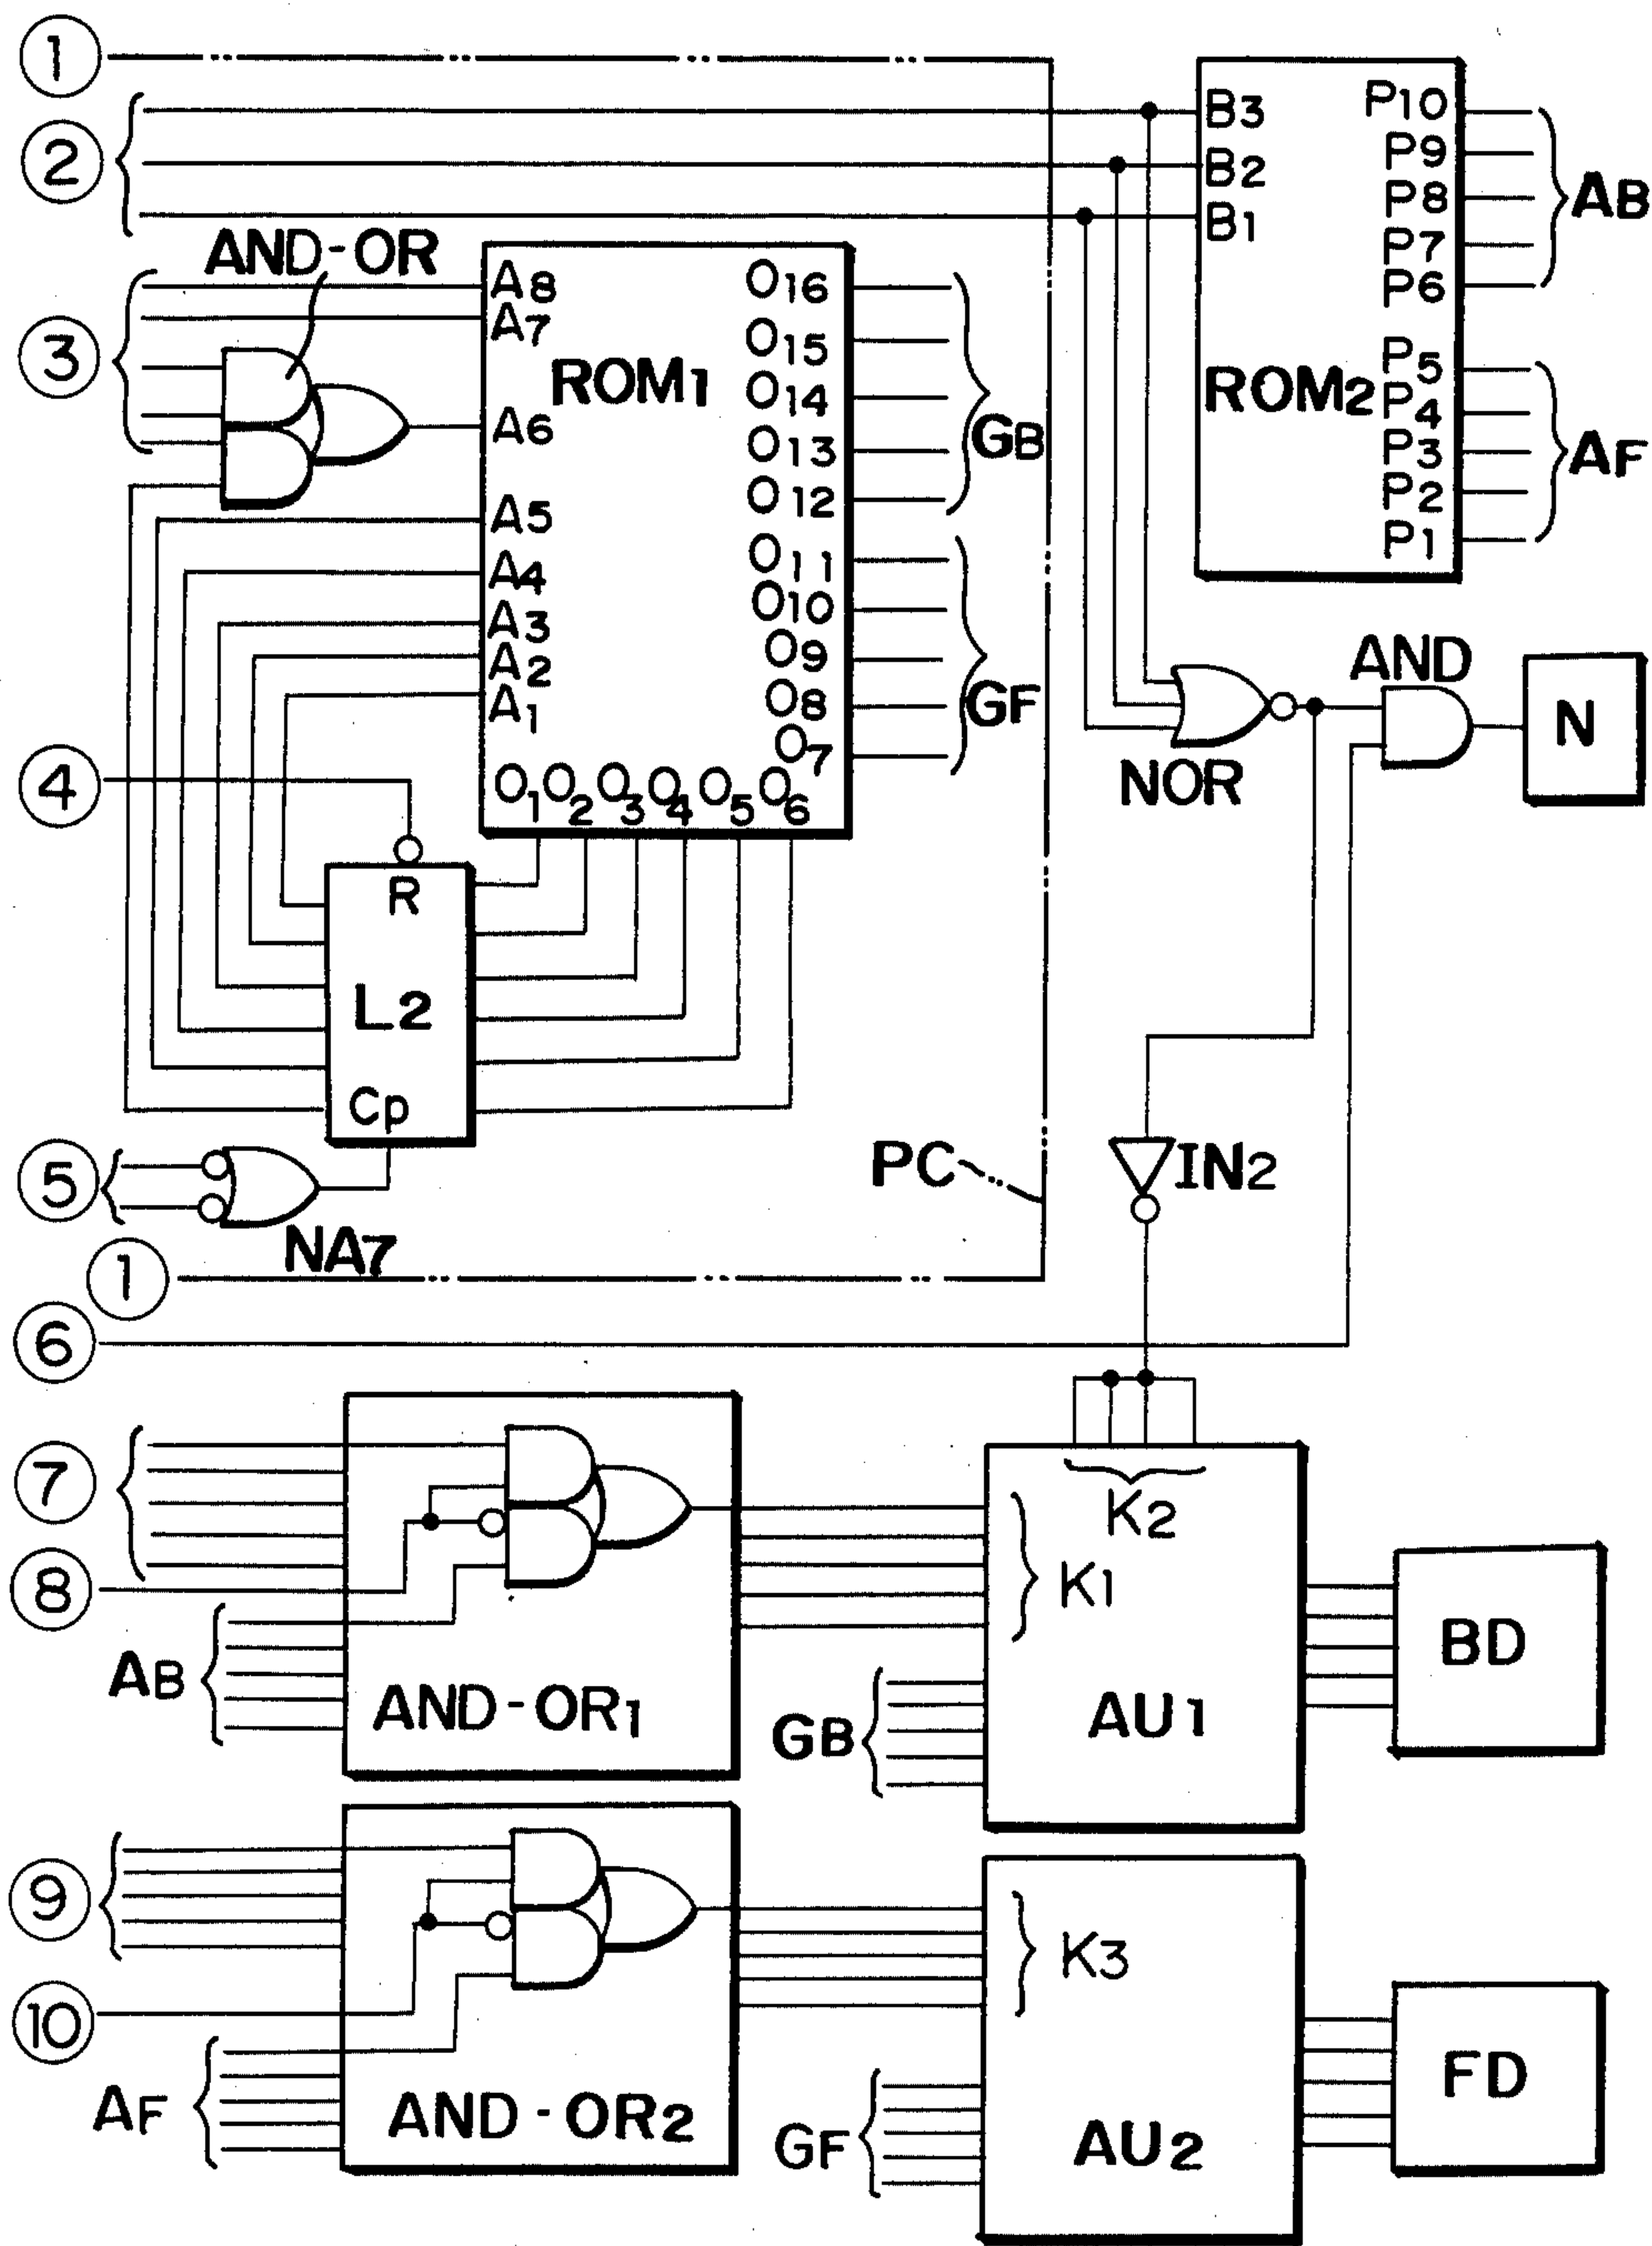 1
2
3
AND-OR
A8
A7
A6
A5
A4
A3
A2
A1
ROM1
O16
O15
O14
O13
O12
O11
O10
O9
O8
O7
O1 O2 O3 O4 O5 O6
GB
GF
B3
B2
B1
ROM2
P10
P9
P8
P7
P6
P5
P4
P3
P2
P1
AB
AF
4
R
L2
Cp
5
NA7
1
PC
NOR
AND
N
IN2
6
7
8
AB
AND-OR1
K2
K1
GB
AU1
BD
9
10
AF
AND-OR2
K3
GF
AU2
FD